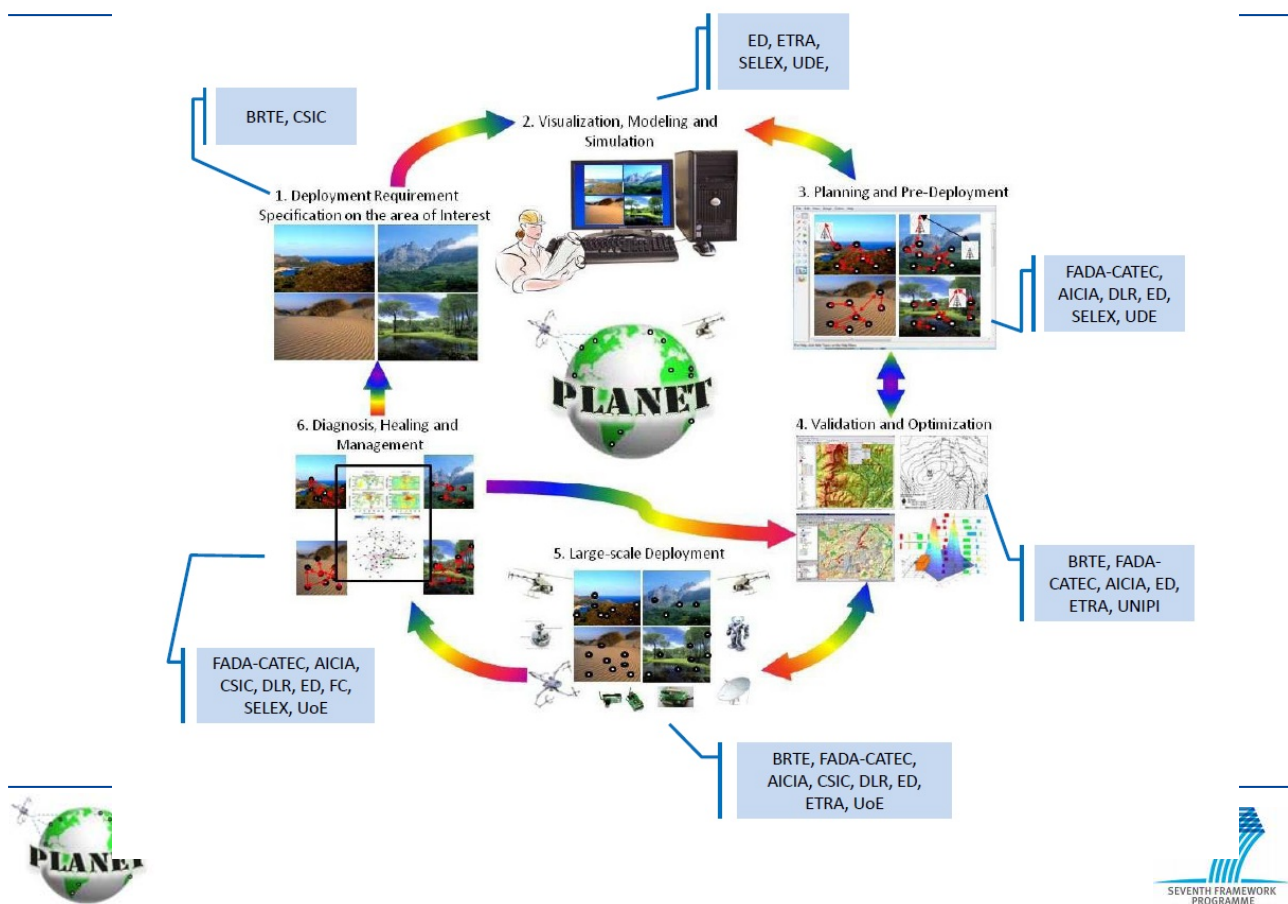 ED, ETRA,
SELEX, UDE,
BRTE, CSIC
2. Visualization, Modeling and
Simulation
1. Deployment Requirement
Specification on the area of Interest
3. Planning and Pre-Deployment
FADA-CATEC,
AICIA, DLR, ED,
SELEX, UDE
PLANET
6. Diagnosis, Healing and
Management
4. Validation and Optimization
5. Large-scale Deployment
BRTE, FADA-
CATEC, AICIA, ED,
ETRA, UNIPI
FADA-CATEC, AICIA,
CSIC, DLR, ED, FC,
SELEX, UoE
BRTE, FADA-CATEC,
AICIA, CSIC, DLR, ED,
ETRA, UoE
PLANE
SEVENTH FRAMEWORK
PROGRAMME